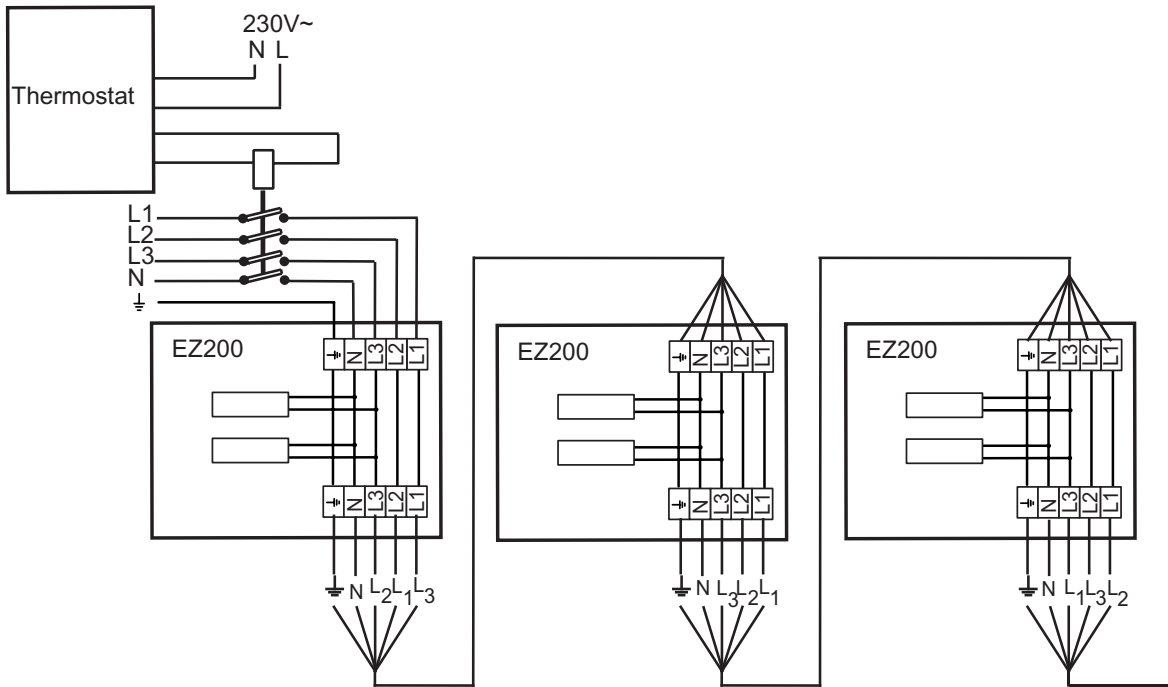 230V~
N L
Thermostat
L1
L2
L3
N
EZ200
N L3 L2 L1
N L3 L2 L1
N L2 L1 L3
EZ200
N L3 L2 L1
N L3 L2 L1
N L3 L2 L1
EZ200
N L3 L2 L1
N L3 L2 L1
N L1 L3 L2